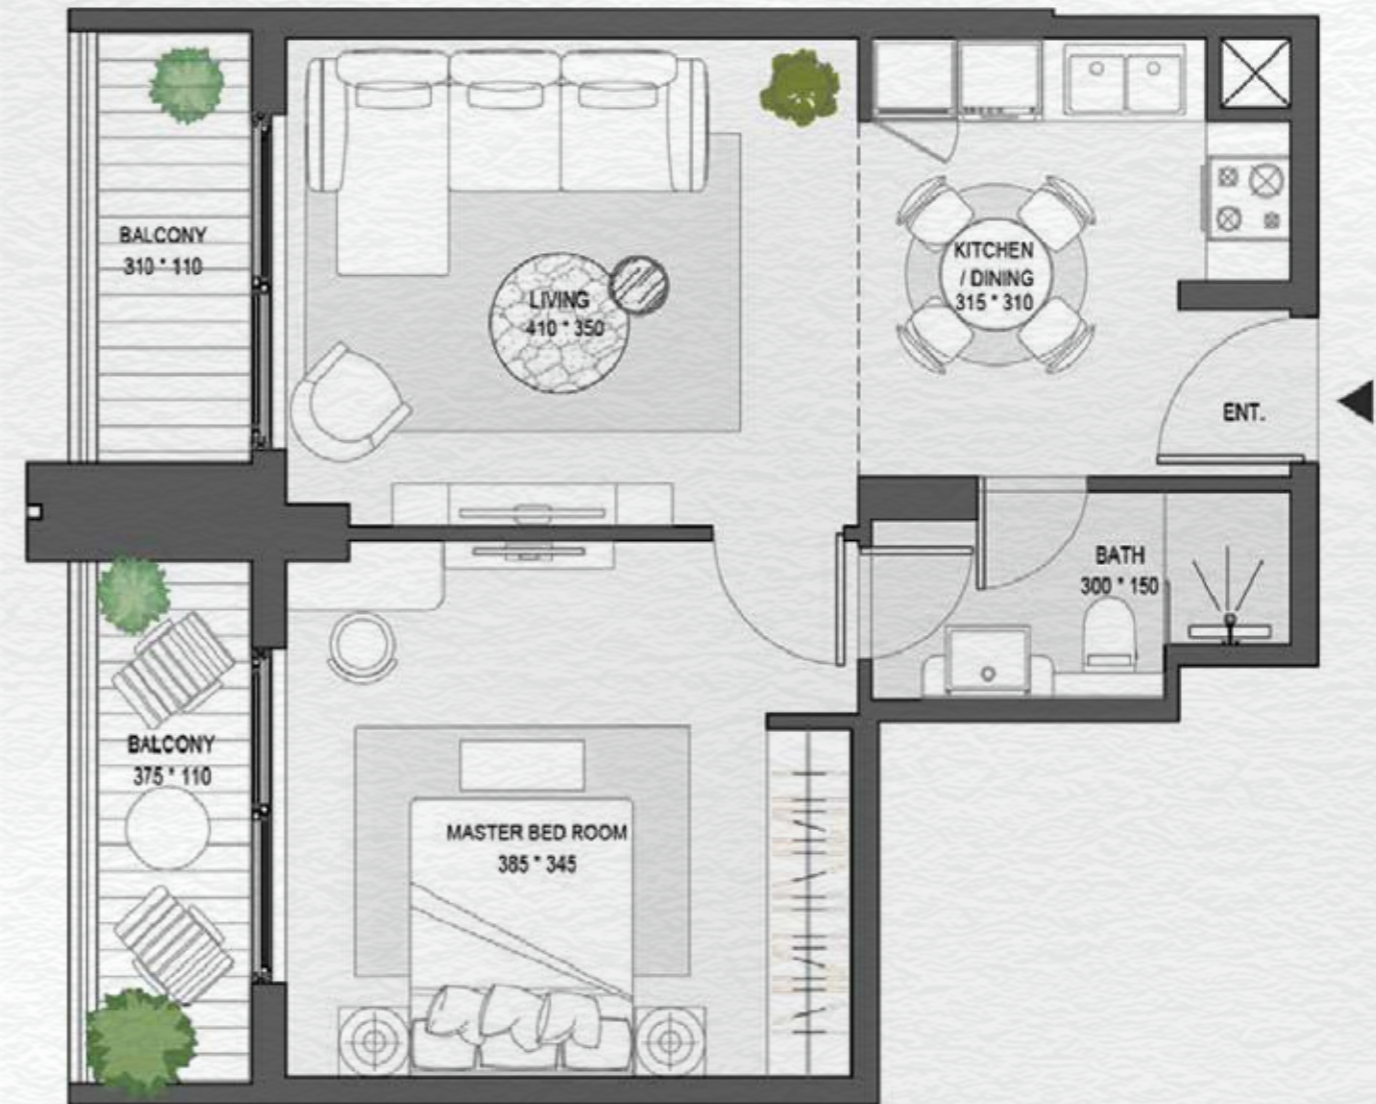 BALCONY
310 * 110
LIVING
410 * 350
KITCHEN
/ DINING
315 * 310
ENT.
BATH
300 * 150
BALCONY
375 * 110
MASTER BED ROOM
385 * 345